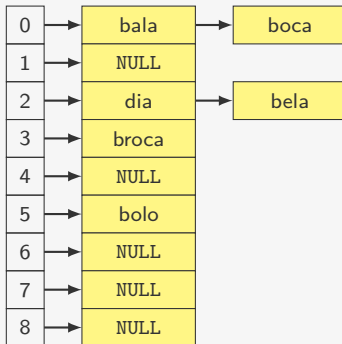 0 bala boca
1 NULL
2 dia bela
3 broca
4 NULL
5 bolo
6 NULL
7 NULL
8 NULL